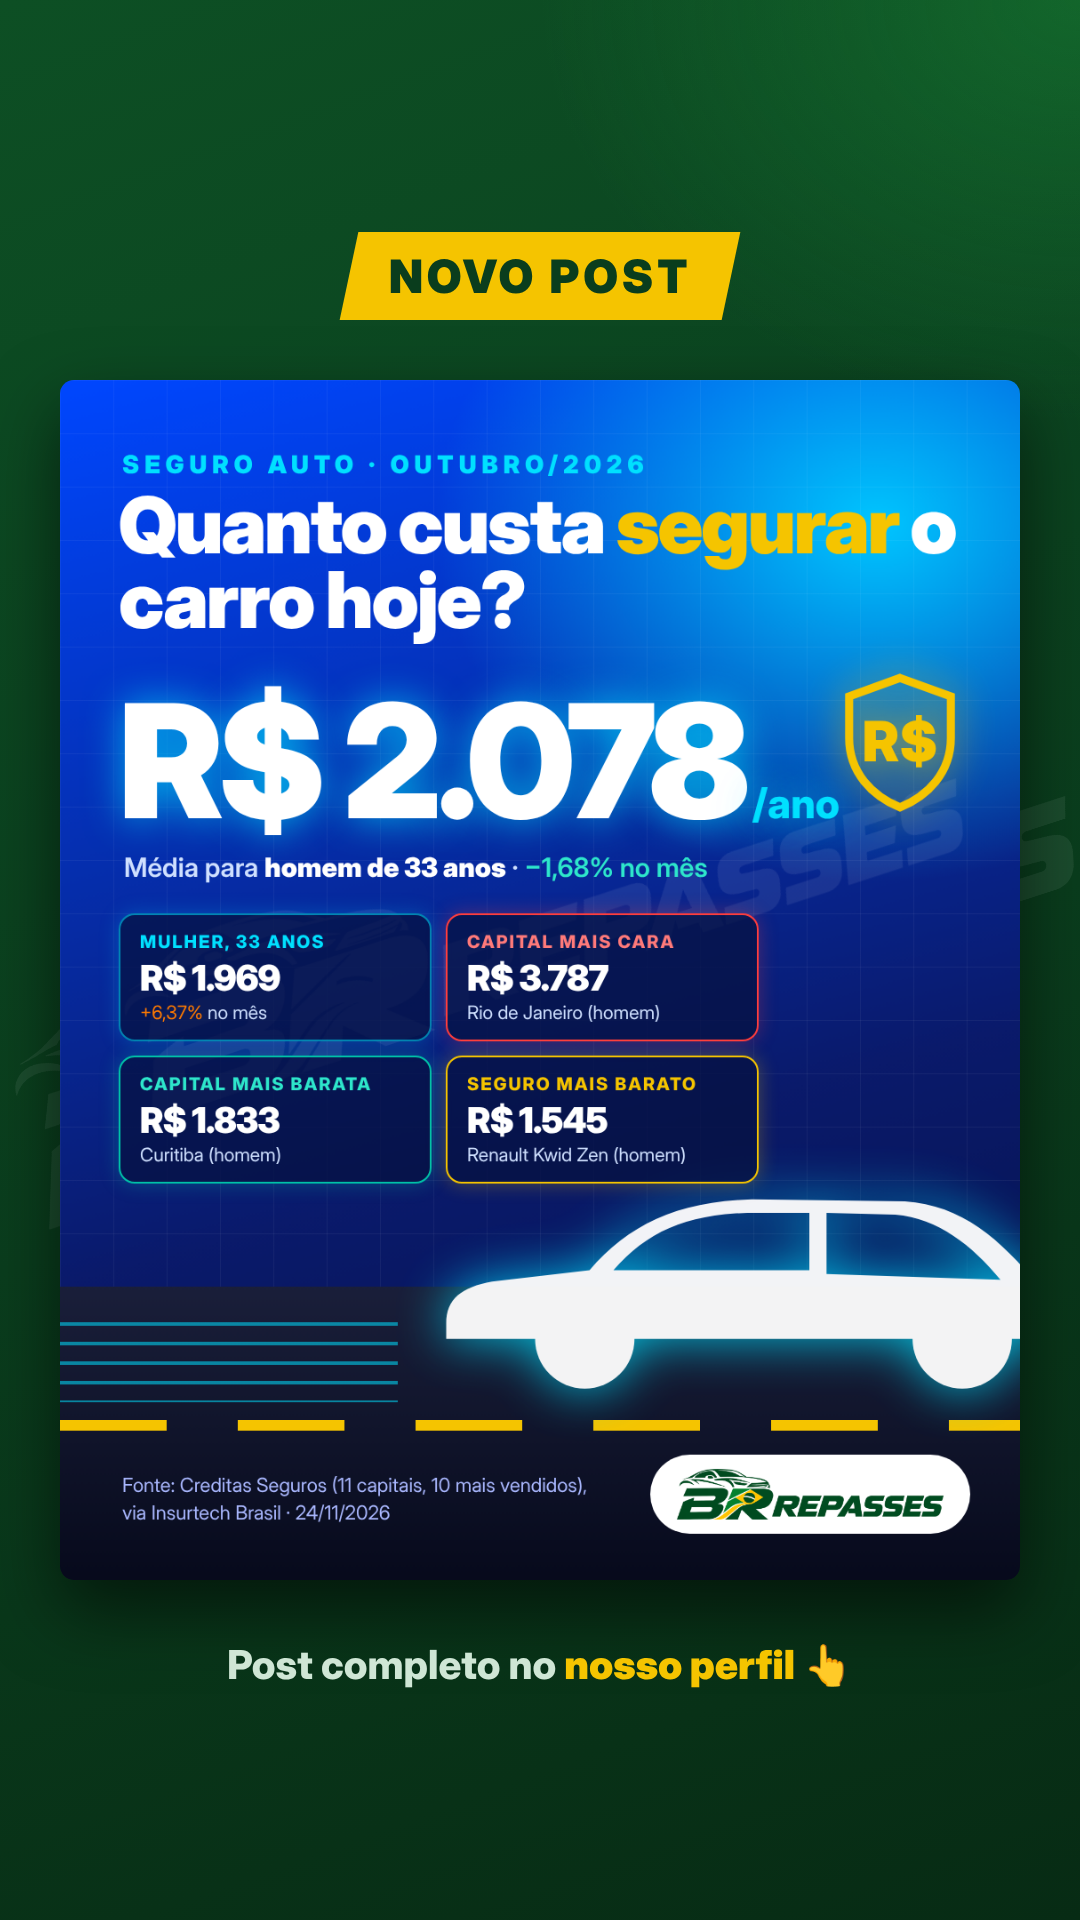 NOVO POST
SEGURO AUTO · OUTUBRO/2026
Quanto custa segurar o
carro hoje?
R$ 2.078/ano
R$
Média para homem de 33 anos · −1,68% no mês
MULHER, 33 ANOS
R$ 1.969
+6,37% no mês
CAPITAL MAIS CARA
R$ 3.787
Rio de Janeiro (homem)
CAPITAL MAIS BARATA
R$ 1.833
Curitiba (homem)
SEGURO MAIS BARATO
R$ 1.545
Renault Kwid Zen (homem)
Fonte: Creditas Seguros (11 capitais, 10 mais vendidos),
via Insurtech Brasil · 24/11/2026
BR REPASSES
Post completo no nosso perfil 👆